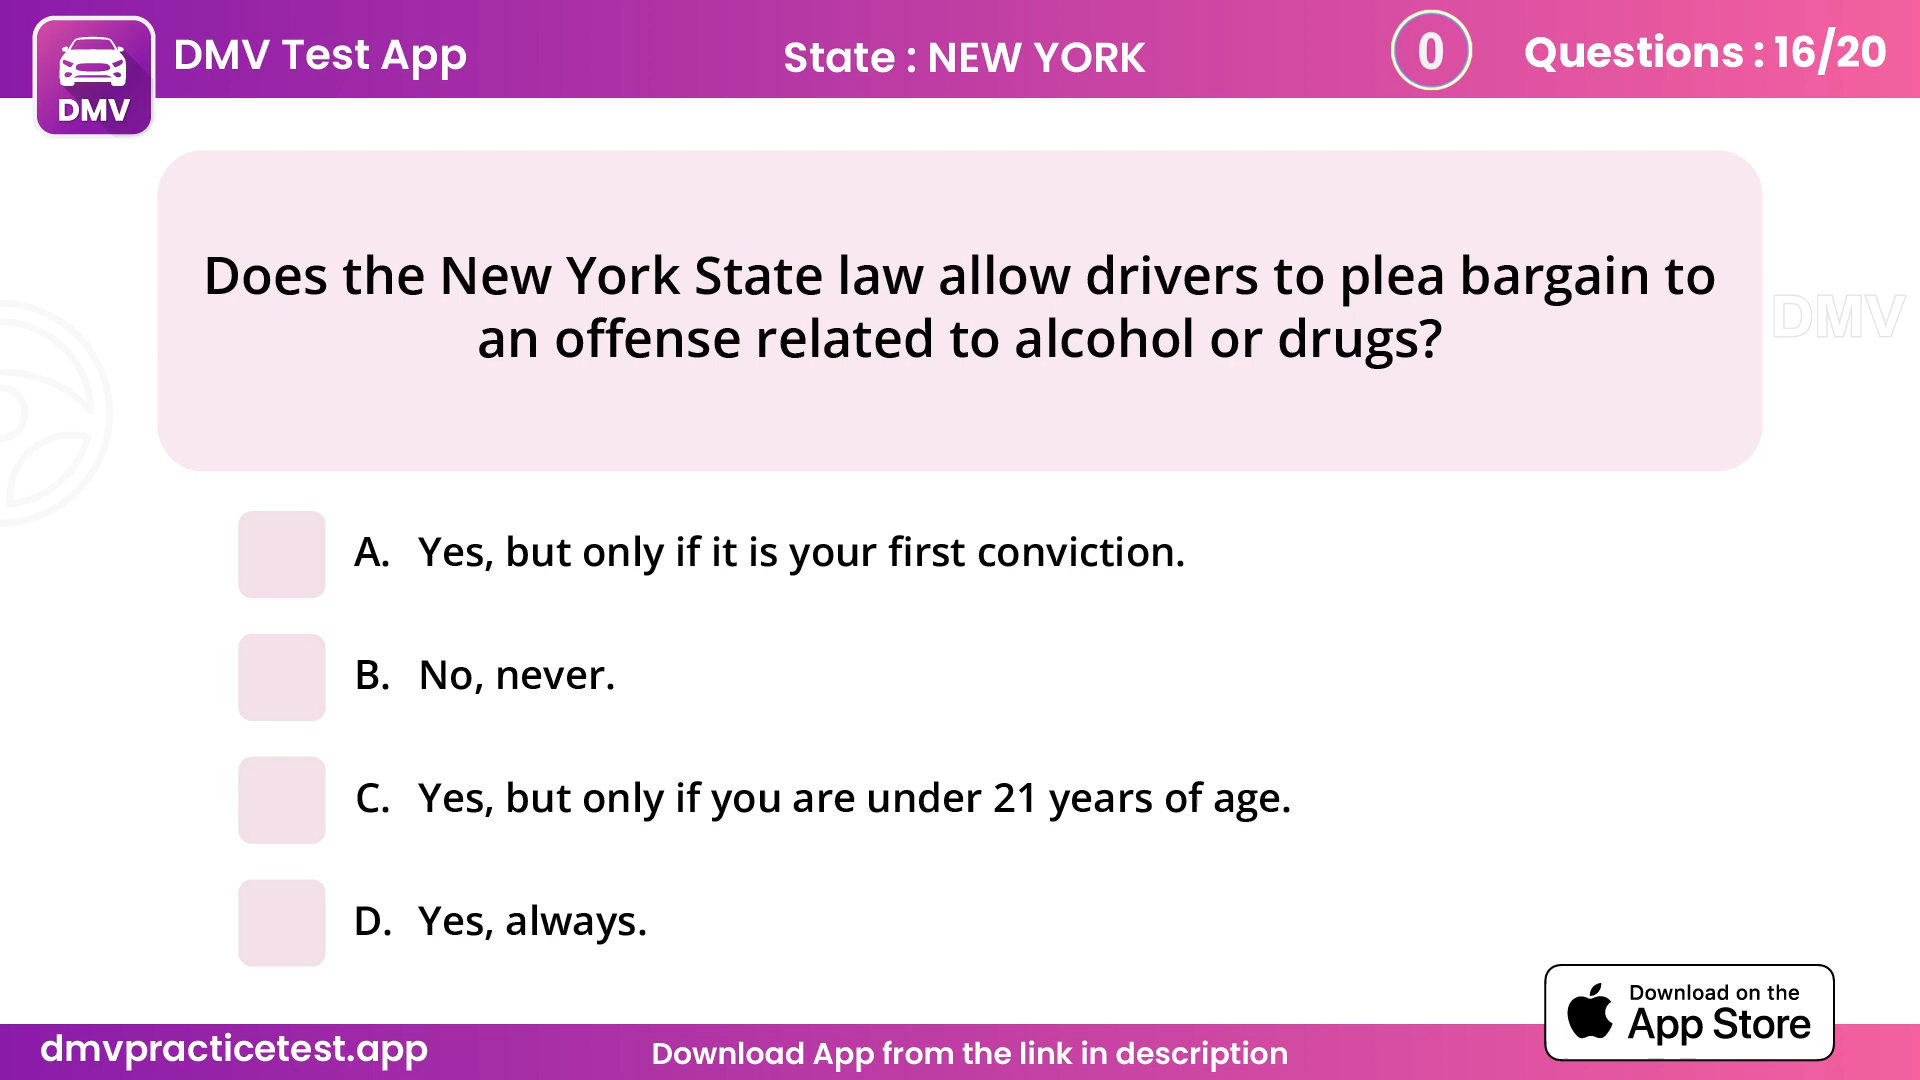 DMV
DMV Test App
State : NEW YORK
0
Questions : 16/20
Does the New York State law allow drivers to plea bargain to
an offense related to alcohol or drugs?
DMV
A. Yes, but only if it is your first conviction.
B. No, never.
C. Yes, but only if you are under 21 years of age.
D. Yes, always.
Download on the
App Store
dmvpracticetest.app
Download App from the link in description